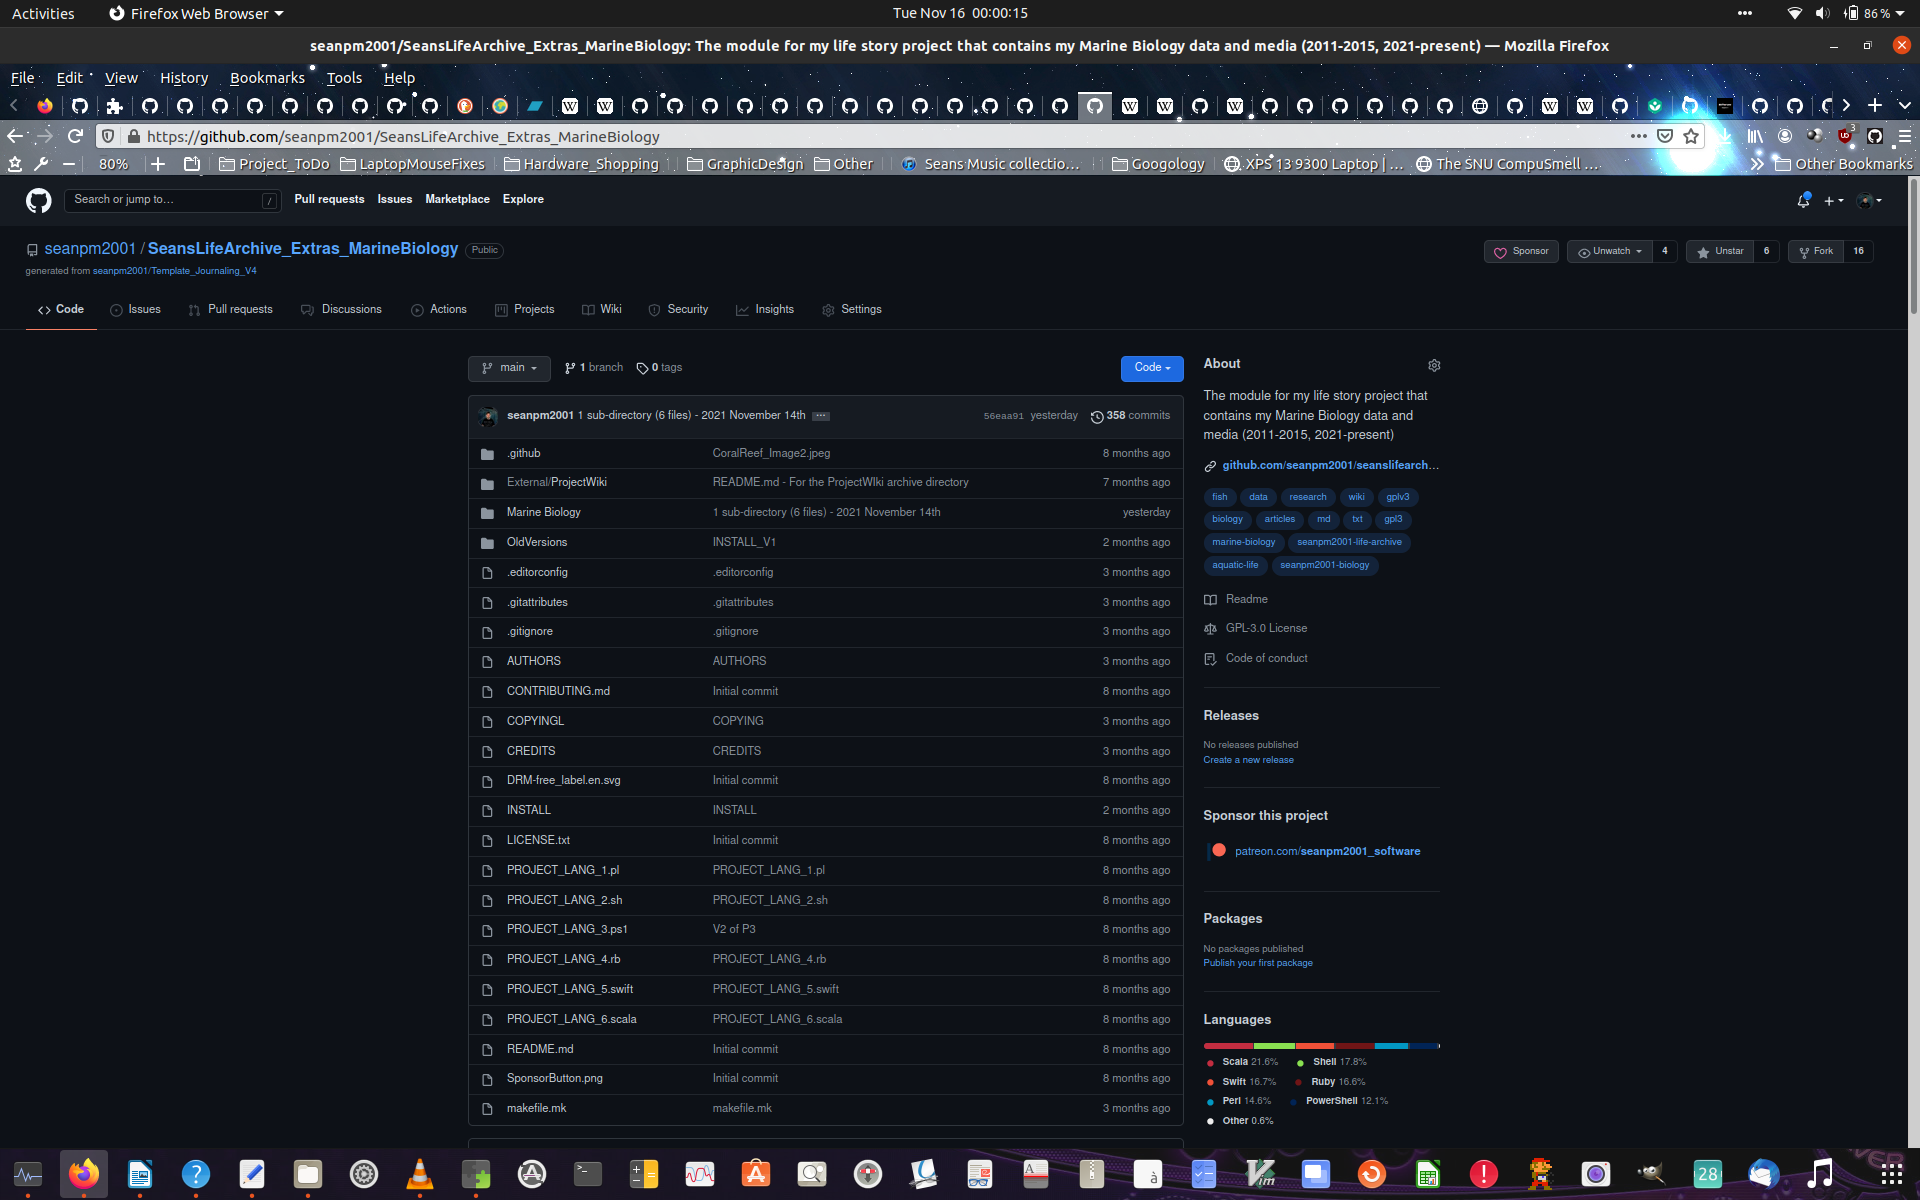 Activities Firefox Web Browser Tue Nov 16 00:00:15 86%
seanpm2001/SeansLifeArchive_Extras_MarineBiology: The module for my life story project that contains my Marine Biology data and media (2011-2015, 2021-present) — Mozilla Firefox
File Edit View History Bookmarks Tools Help
https://github.com/seanpm2001/SeansLifeArchive_Extras_MarineBiology 3
80% Project_ToDo LaptopMouseFixes Hardware_Shopping GraphicDesign Other Seans Music collectio... Googology XPS 13 9300 Laptop | ... The SNU CompuSmell ... Other Bookmarks
Search or jump to... / Pull requests Issues Marketplace Explore
seanpm2001 / SeansLifeArchive_Extras_MarineBiology Public Sponsor Unwatch 4 Unstar 6 Fork 16
generated from seanpm2001/Template_Journaling_V4
Code Issues Pull requests Discussions Actions Projects Wiki Security Insights Settings
main 1 branch 0 tags Code
seanpm2001 1 sub-directory (6 files) - 2021 November 14th ... 56eaa91 yesterday 358 commits
.github CoralReef_Image2.jpeg 8 months ago
External/ProjectWiki README.md - For the ProjectWIki archive directory 7 months ago
Marine Biology 1 sub-directory (6 files) - 2021 November 14th yesterday
OldVersions INSTALL_V1 2 months ago
.editorconfig .editorconfig 3 months ago
.gitattributes .gitattributes 3 months ago
.gitignore .gitignore 3 months ago
AUTHORS AUTHORS 3 months ago
CONTRIBUTING.md Initial commit 8 months ago
COPYINGL COPYING 3 months ago
CREDITS CREDITS 3 months ago
DRM-free_label.en.svg Initial commit 8 months ago
INSTALL INSTALL 2 months ago
LICENSE.txt Initial commit 8 months ago
PROJECT_LANG_1.pl PROJECT_LANG_1.pl 8 months ago
PROJECT_LANG_2.sh PROJECT_LANG_2.sh 8 months ago
PROJECT_LANG_3.ps1 V2 of P3 8 months ago
PROJECT_LANG_4.rb PROJECT_LANG_4.rb 8 months ago
PROJECT_LANG_5.swift PROJECT_LANG_5.swift 8 months ago
PROJECT_LANG_6.scala PROJECT_LANG_6.scala 8 months ago
README.md Initial commit 8 months ago
SponsorButton.png Initial commit 8 months ago
makefile.mk makefile.mk 3 months ago
About
The module for my life story project that
contains my Marine Biology data and
media (2011-2015, 2021-present)
github.com/seanpm2001/seanslifearch...
fish data research wiki gplv3
biology articles md txt gpl3
marine-biology seanpm2001-life-archive
aquatic-life seanpm2001-biology
Readme
GPL-3.0 License
Code of conduct
Releases
No releases published
Create a new release
Sponsor this project
patreon.com/seanpm2001_software
Packages
No packages published
Publish your first package
Languages
Scala 21.6% Shell 17.8%
Swift 16.7% Ruby 16.6%
Perl 14.6% PowerShell 12.1%
Other 0.6%
28